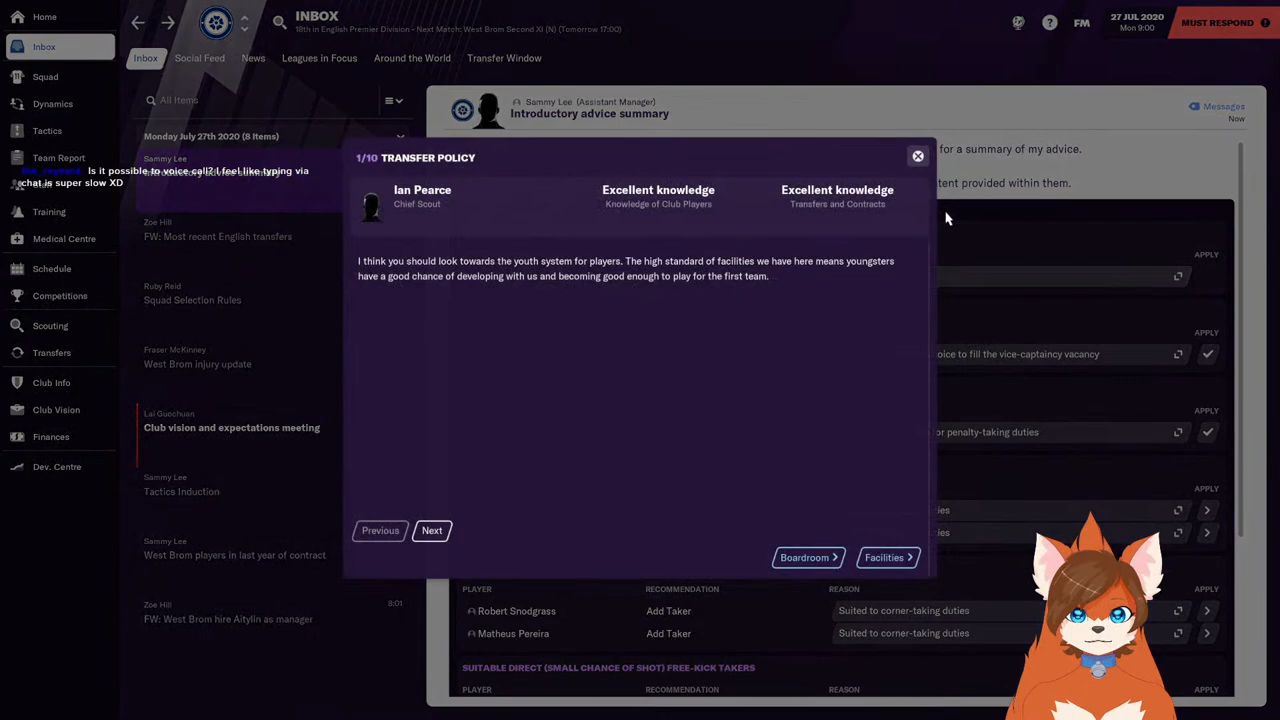 Home
Inbox
Squad
Dynamics
Tactics
Team Report
Training
Medical Centre
Schedule
Competitions
Scouting
Transfers
Club Info
Club Vision
Finances
Dev. Centre
Is it possible to voice call? I feel like typing via
chat is super slow XD
INBOX
18th in English Premier Division - Next Match: West Brom Second XI (N) (Tomorrow 17:00)
FM
27 JUL 2020
Mon 9:00
MUST RESPOND
Inbox
Social Feed
News
Leagues in Focus
Around the World
Transfer Window
All Items
Monday July 27th 2020 (8 Items)
Sammy Lee
Zoe Hill
FW: Most recent English transfers
Ruby Reid
Squad Selection Rules
Fraser McKinney
West Brom injury update
Lai Guochuan
Club vision and expectations meeting
Sammy Lee
Tactics Induction
Sammy Lee
West Brom players in last year of contract
Zoe Hill
8:01
FW: West Brom hire Aitylin as manager
Sammy Lee (Assistant Manager)
Introductory advice summary
Messages
Now
for a summary of my advice.
tent provided within them.
1/10 TRANSFER POLICY
Ian Pearce
Chief Scout
Excellent knowledge
Knowledge of Club Players
Excellent knowledge
Transfers and Contracts
I think you should look towards the youth system for players. The high standard of facilities we have here means youngsters
have a good chance of developing with us and becoming good enough to play for the first team.
Previous
Next
Boardroom
Facilities
APPLY
APPLY
oice to fill the vice-captaincy vacancy
APPLY
or penalty-taking duties
APPLY
ties
ties
PLAYER
RECOMMENDATION
REASON
APPLY
Robert Snodgrass
Add Taker
Suited to corner-taking duties
Matheus Pereira
Add Taker
Suited to corner-taking duties
SUITABLE DIRECT (SMALL CHANCE OF SHOT) FREE-KICK TAKERS
PLAYER
RECOMMENDATION
REASON
APPLY